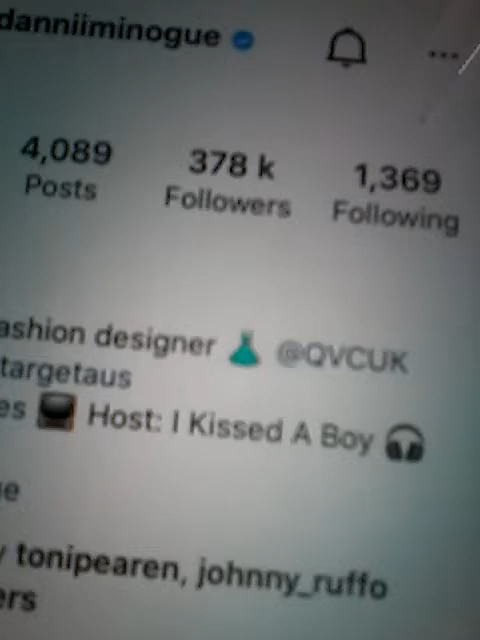 danniiminogue
4,089 378 k 1,369
Posts Followers Following
ashion designer 👗 @QVCUK
targetaus
es 📺 Host: I Kissed A Boy 🎧
e
tonipearen, johnny_ruffo
ers